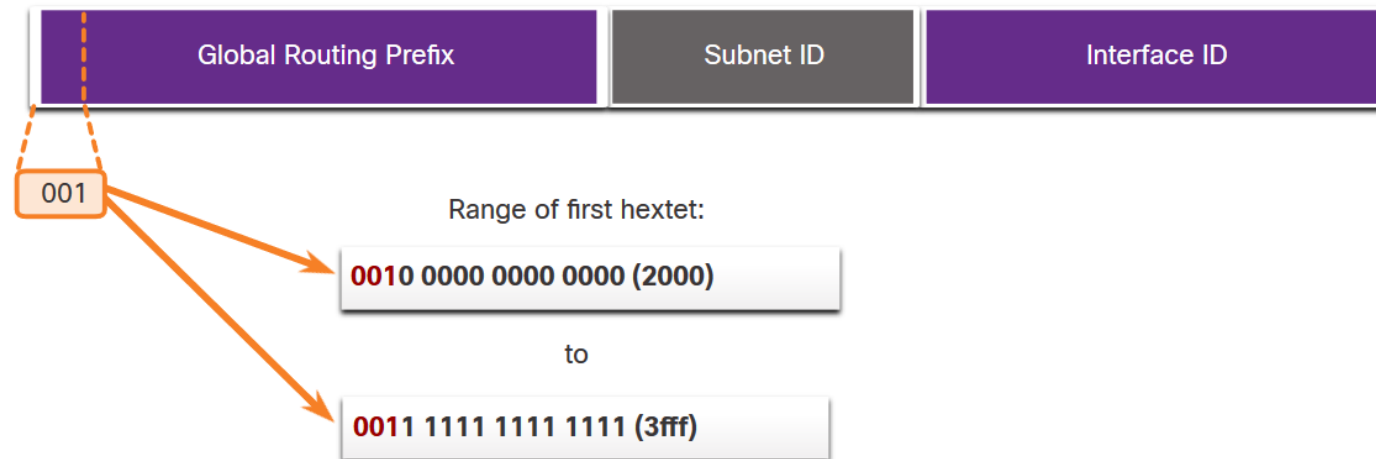 Global Routing Prefix
Subnet ID
Interface ID
001
Range of first hextet:
0010 0000 0000 0000 (2000)
to
0011 1111 1111 1111 (3fff)